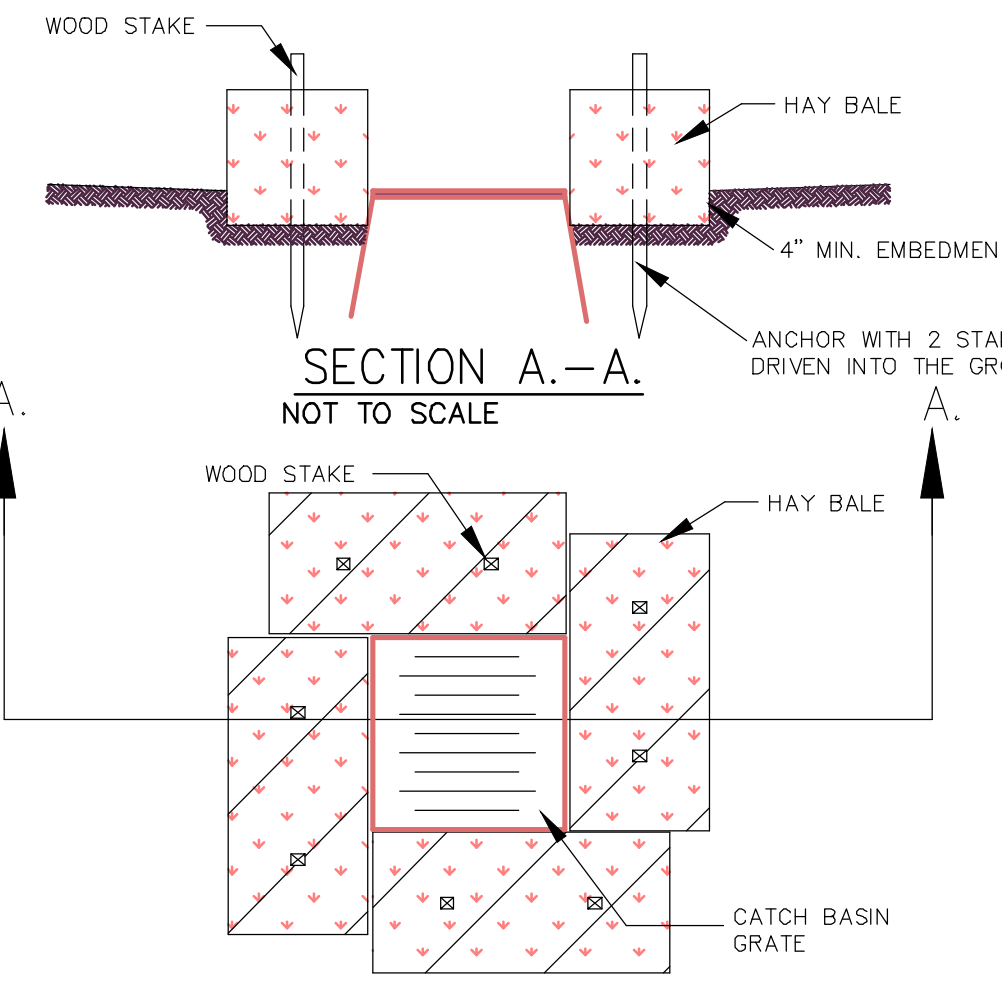 WOOD STAKE
HAY BALE
4” MIN. EMBEDMEN
ANCHOR WITH 2 STA
DRIVEN INTO THE GR
SECTION A.-A.
NOT TO SCALE
A.
A.
WOOD STAKE
HAY BALE
CATCH BASIN
GRATE